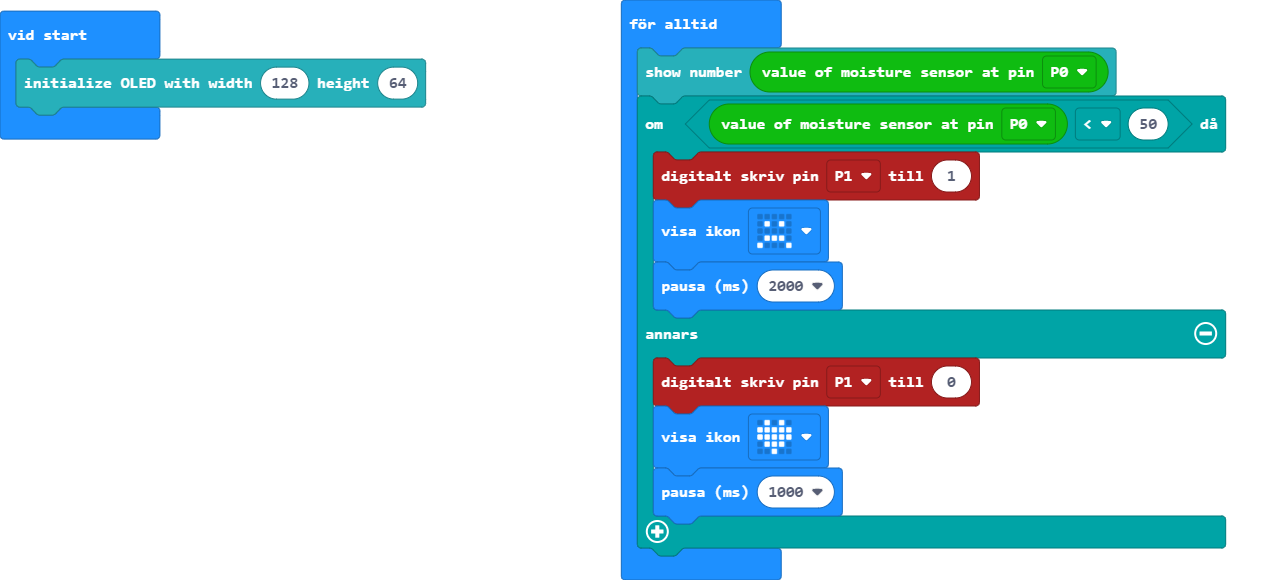 vid start
initialize OLED with width 128 height 64
för alltid
show number value of moisture sensor at pin P0
om value of moisture sensor at pin P0 < 50 då
digitalt skriv pin P1 till 1
visa ikon
pausa (ms) 2000
annars
digitalt skriv pin P1 till 0
visa ikon
pausa (ms) 1000